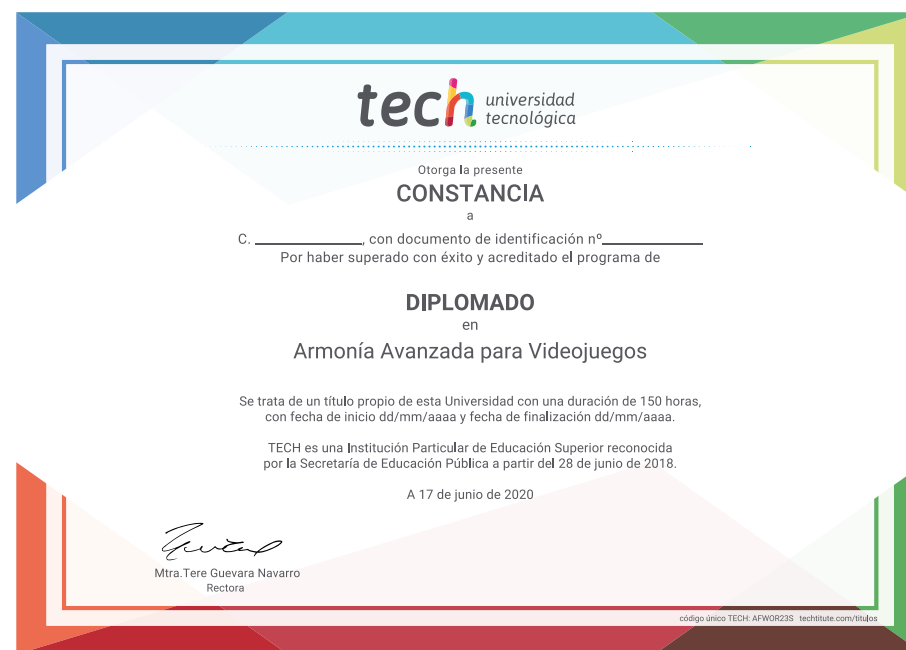 tech universidad
tecnológica
Otorga la presente
CONSTANCIA
a
C. ____________, con documento de identificación nº____________
Por haber superado con éxito y acreditado el programa de
DIPLOMADO
en
Armonía Avanzada para Videojuegos
Se trata de un título propio de esta Universidad con una duración de 150 horas,
con fecha de inicio dd/mm/aaaa y fecha de finalización dd/mm/aaaa.
TECH es una Institución Particular de Educación Superior reconocida
por la Secretaría de Educación Pública a partir del 28 de junio de 2018.
A 17 de junio de 2020
Mtra.Tere Guevara Navarro
Rectora
código único TECH: AFWOR23S techtitute.com/titulos